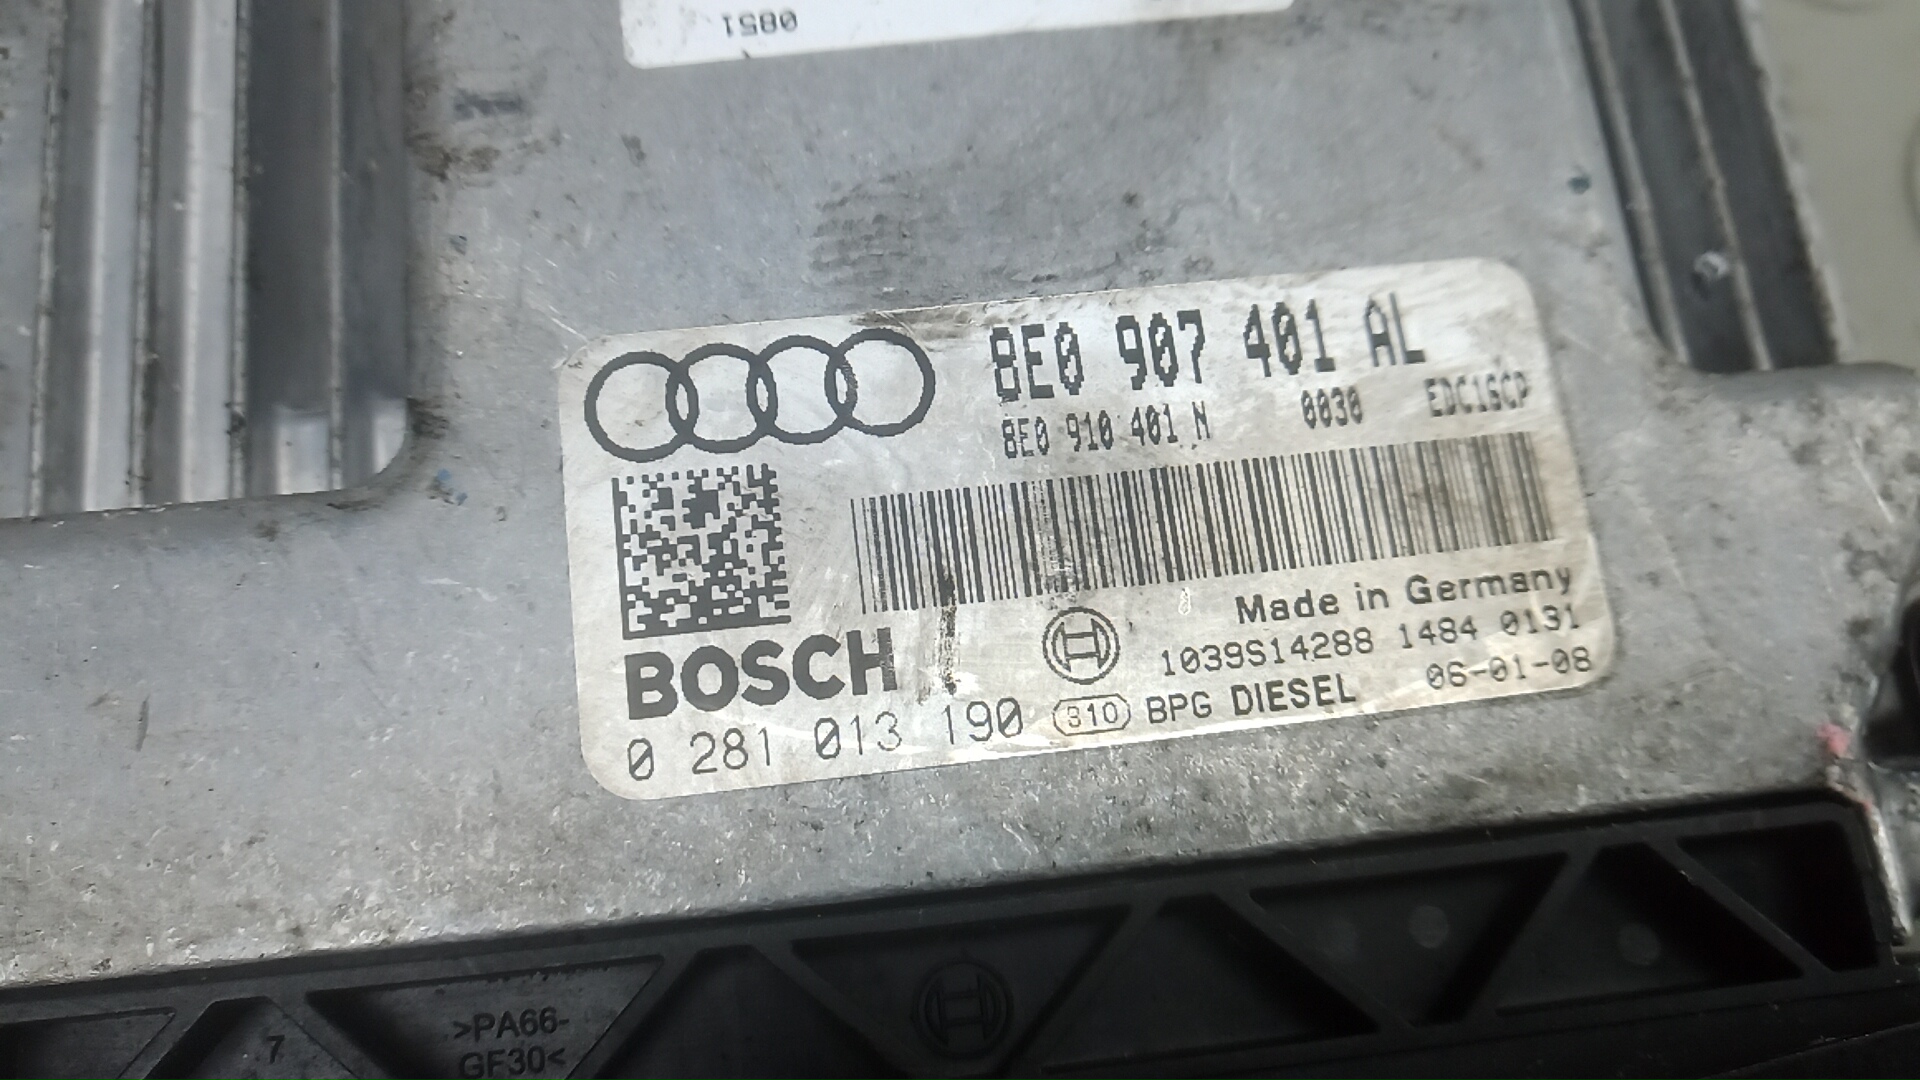 0851
8E0 907 401 AL
8E0 910 401 N 0030 EDC16CP
BOSCH
Made in Germany
1039S14288 1484 0131
0 281 013 190 S10 BPG DIESEL 06-01-08
7
>PA66-
GF30<